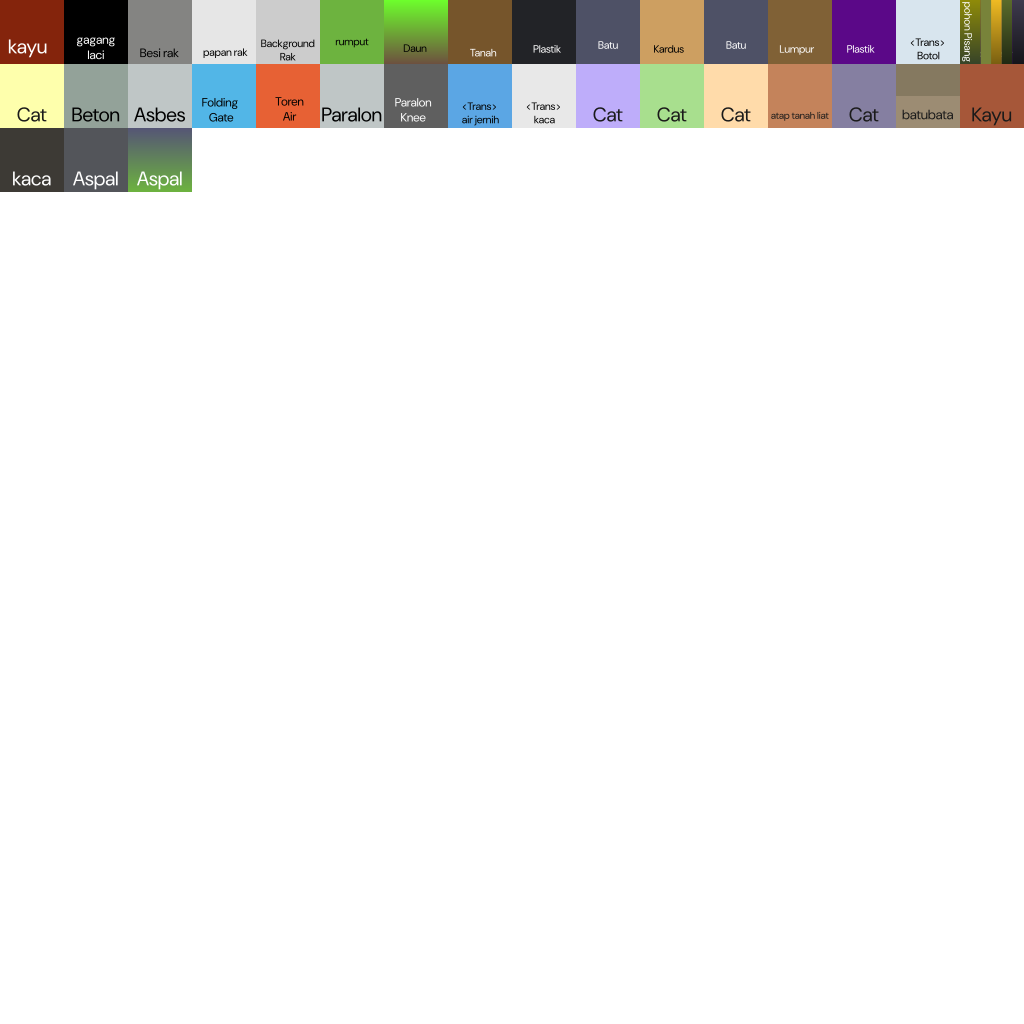 kayu
gagang
laci
Besi rak
papan rak
Background
Rak
rumput
Daun
Tanah
Plastik
Batu
Kardus
Batu
Lumpur
Plastik
<Trans>
Botol
pohon Pisang
Cat
Beton
Asbes
Folding
Gate
Toren
Air
Paralon
Paralon
Knee
<Trans>
air jernih
<Trans>
kaca
Cat
Cat
Cat
atap tanah liat
Cat
batubata
Kayu
kaca
Aspal
Aspal